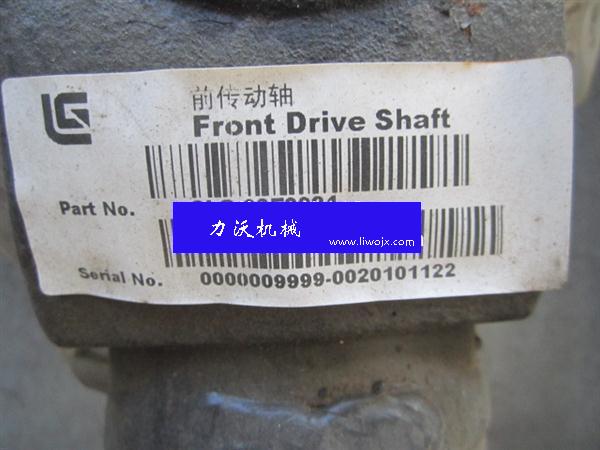 LG
前传动轴
Front Drive Shaft
Part No.
力沃机械
www.liwojx.com
Serial No. 0000009999-0020101122